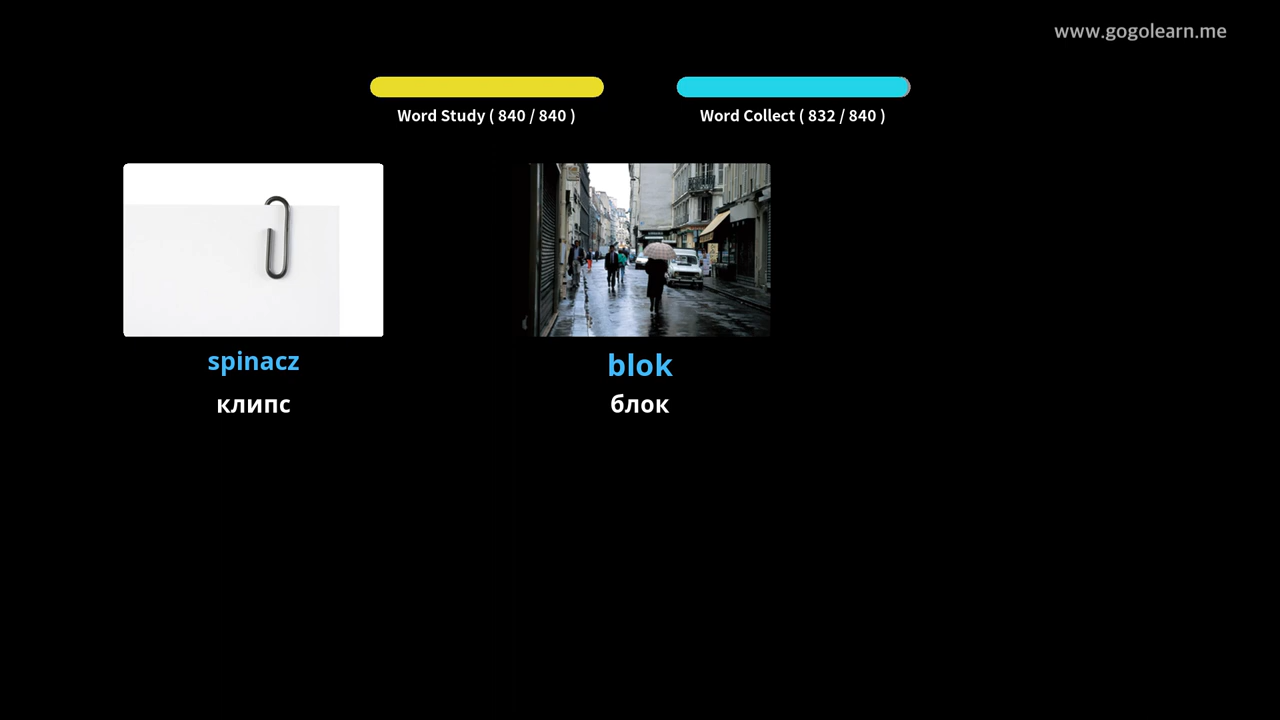 www.gogolearn.me
Word Study ( 840 / 840 )
Word Collect ( 832 / 840 )
spinacz
клипс
blok
блок